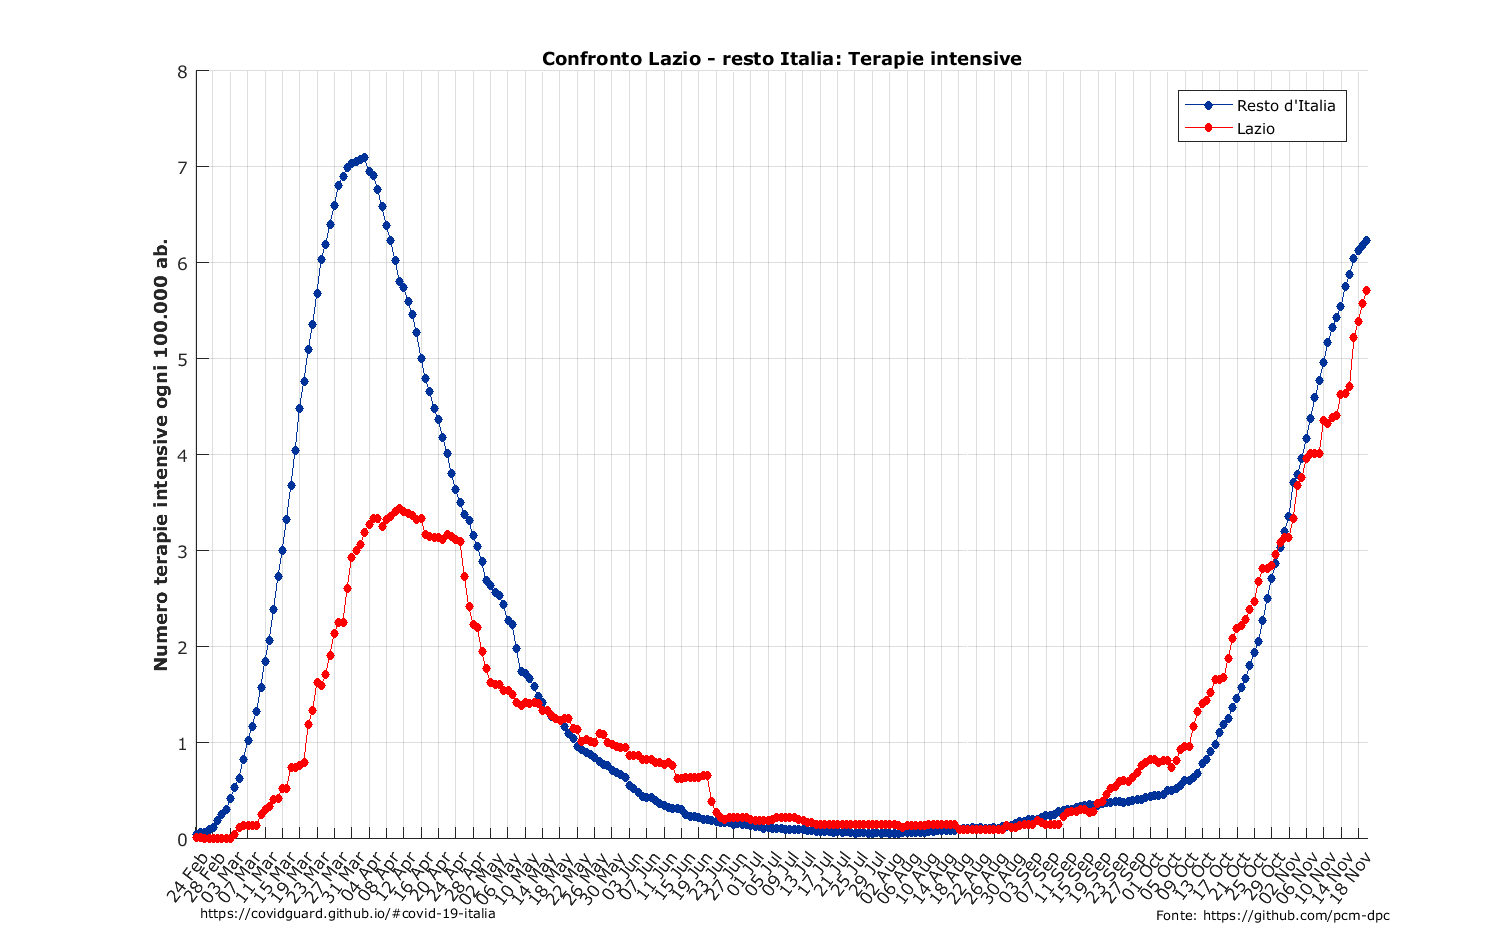 Confronto Lazio - resto Italia: Terapie intensive
Resto d'Italia
Lazio
Numero terapie intensive ogni 100.000 ab.
8
7
6
5
4
3
2
1
0
24 Feb
28 Feb
03 Mar
07 Mar
11 Mar
15 Mar
19 Mar
23 Mar
27 Mar
31 Mar
04 Apr
08 Apr
12 Apr
16 Apr
20 Apr
24 Apr
28 Apr
02 May
06 May
10 May
14 May
18 May
22 May
26 May
30 May
03 Jun
07 Jun
11 Jun
15 Jun
19 Jun
23 Jun
27 Jun
01 Jul
05 Jul
09 Jul
13 Jul
17 Jul
21 Jul
25 Jul
29 Jul
02 Aug
06 Aug
10 Aug
14 Aug
18 Aug
22 Aug
26 Aug
30 Aug
03 Sep
07 Sep
11 Sep
15 Sep
19 Sep
23 Sep
27 Sep
01 Oct
05 Oct
09 Oct
13 Oct
17 Oct
21 Oct
25 Oct
29 Oct
02 Nov
06 Nov
10 Nov
14 Nov
18 Nov
https://covidguard.github.io/#covid-19-italia
Fonte: https://github.com/pcm-dpc